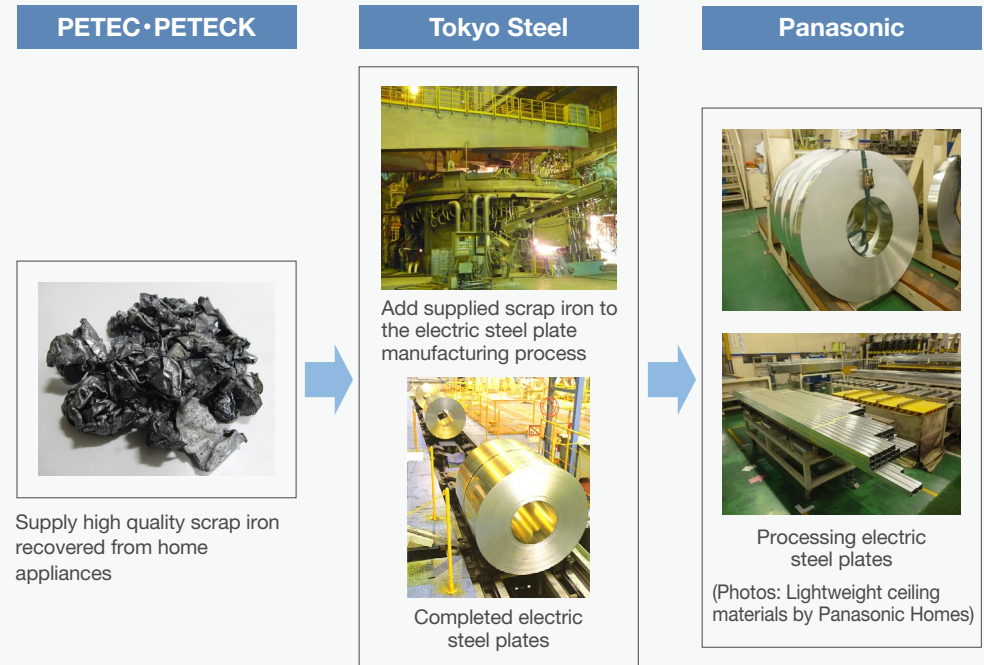 PETEC・PETECK
Supply high quality scrap iron
recovered from home
appliances
Tokyo Steel
Add supplied scrap iron to
the electric steel plate
manufacturing process
Completed electric
steel plates
Panasonic
Processing electric
steel plates
(Photos: Lightweight ceiling
materials by Panasonic Homes)